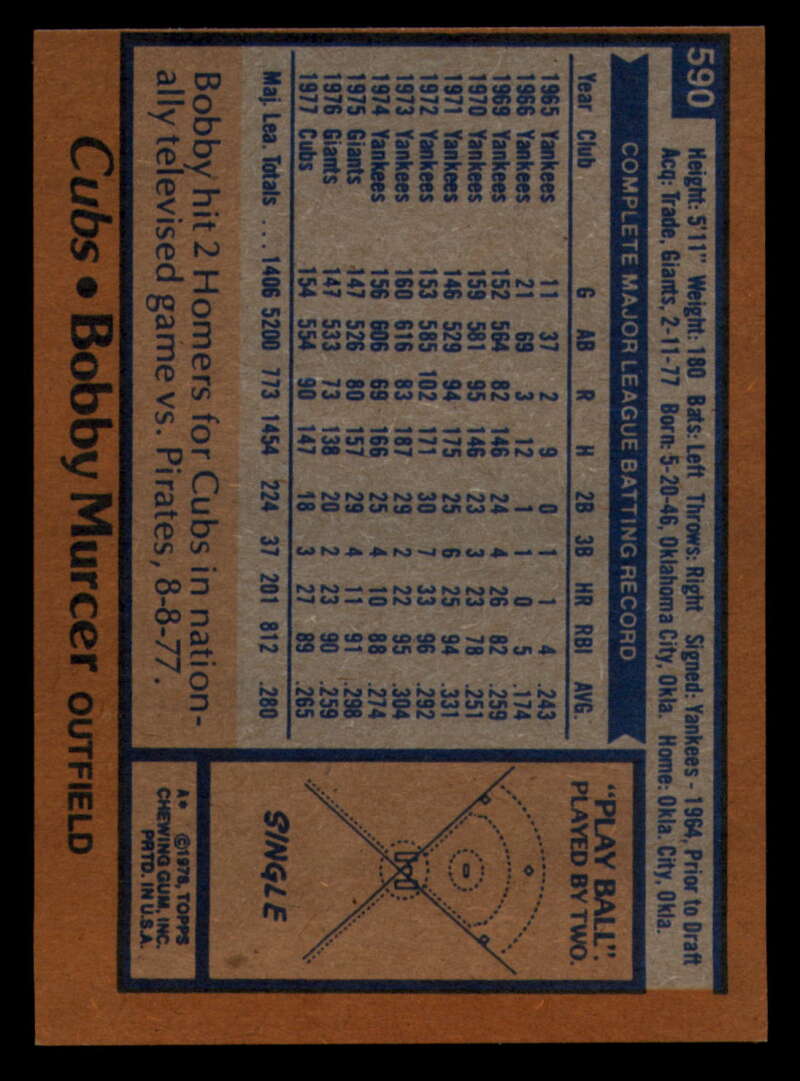 590
Height: 5'11" Weight: 180 Bats: Left Throws: Right Signed: Yankees - 1964, Prior to Draft
Acq: Trade, Giants, 2-11-77 Born: 5-20-46, Oklahoma City, Okla. Home: Okla. City, Okla.
COMPLETE MAJOR LEAGUE BATTING RECORD
Year Club G AB R H 2B 3B HR RBI AVG.
1965 Yankees 11 37 2 9 0 1 1 4 .243
1966 Yankees 21 69 3 12 1 1 0 5 .174
1969 Yankees 152 564 82 146 24 4 26 82 .259
1970 Yankees 159 581 95 146 23 3 23 78 .251
1971 Yankees 146 529 94 175 25 6 25 94 .331
1972 Yankees 153 585 102 171 30 7 33 96 .292
1973 Yankees 160 616 83 187 29 2 22 95 .304
1974 Yankees 156 606 69 166 25 4 10 88 .274
1975 Giants 147 526 80 157 29 4 11 91 .298
1976 Giants 147 533 73 138 20 2 23 90 .259
1977 Cubs 154 554 90 147 18 3 27 89 .265
Maj. Lea. Totals ... 1406 5200 773 1454 224 37 201 812 .280
Bobby hit 2 Homers for Cubs in nation-
ally televised game vs. Pirates, 8-8-77.
"PLAY BALL":
PLAYED BY TWO.
SINGLE
A* ©1978, TOPPS
CHEWING GUM, INC.
PRTD. IN U.S.A.
Cubs • Bobby Murcer OUTFIELD